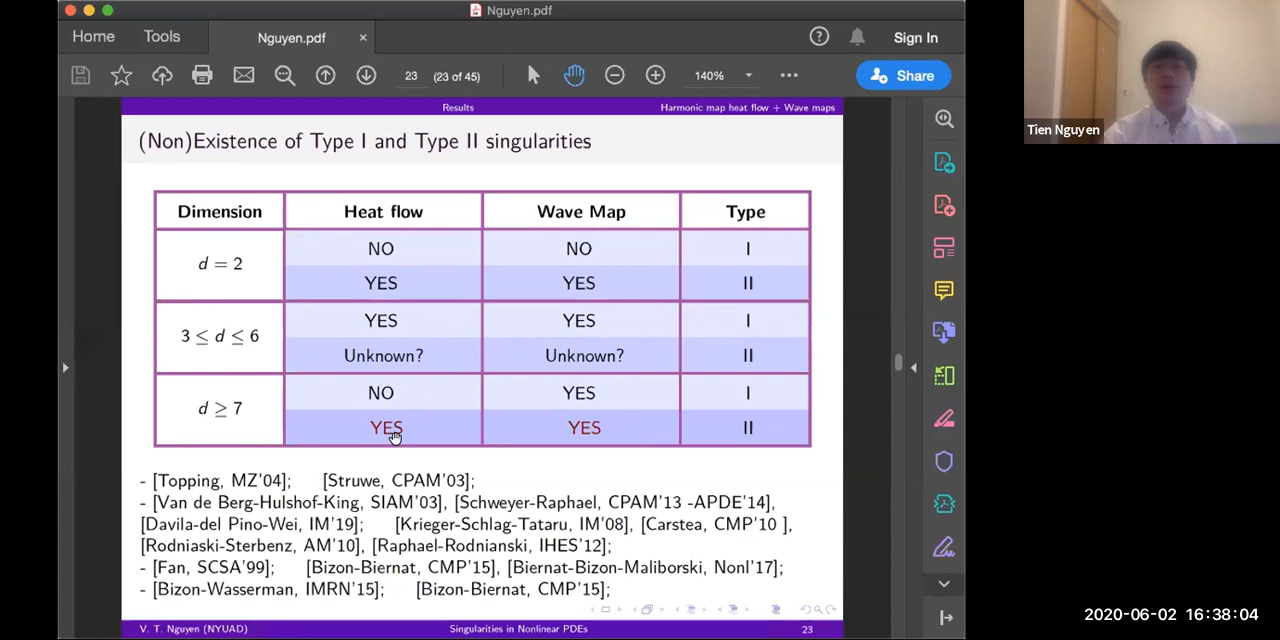 Nguyen.pdf
Home Tools Nguyen.pdf × Sign In
23 (23 of 45) 140% Share
Results Harmonic map heat flow + Wave maps
(Non)Existence of Type I and Type II singularities
Dimension Heat flow Wave Map Type
d = 2 NO NO I
YES YES II
3 ≤ d ≤ 6 YES YES I
Unknown? Unknown? II
d ≥ 7 NO YES I
YES YES II
- [Topping, MZ'04]; [Struwe, CPAM'03];
- [Van de Berg-Hulshof-King, SIAM'03], [Schweyer-Raphael, CPAM'13 -APDE'14],
[Davila-del Pino-Wei, IM'19]; [Krieger-Schlag-Tataru, IM'08], [Carstea, CMP'10 ],
[Rodniaski-Sterbenz, AM'10], [Raphael-Rodnianski, IHES'12];
- [Fan, SCSA'99]; [Bizon-Biernat, CMP'15], [Biernat-Bizon-Maliborski, Nonl'17];
- [Bizon-Wasserman, IMRN'15]; [Bizon-Biernat, CMP'15];
V. T. Nguyen (NYUAD) Singularities in Nonlinear PDEs 23
Tien Nguyen
2020-06-02 16:38:04